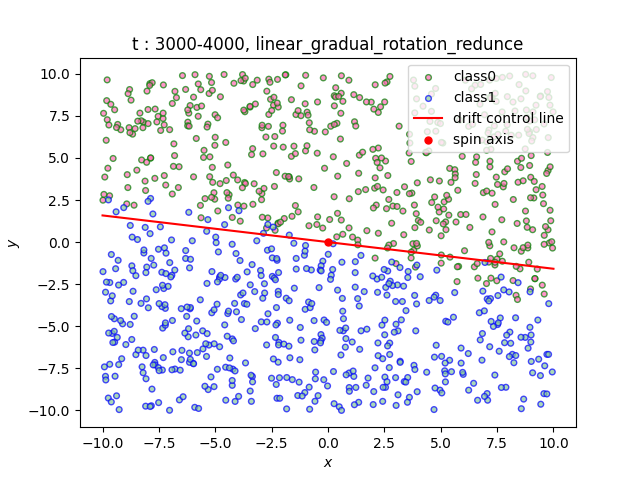 t : 3000-4000, linear_gradual_rotation_redunce
class0
class1
drift control line
spin axis
10.0
7.5
5.0
2.5
0.0
−2.5
−5.0
−7.5
−10.0
y
−10.0 −7.5 −5.0 −2.5 0.0 2.5 5.0 7.5 10.0
x